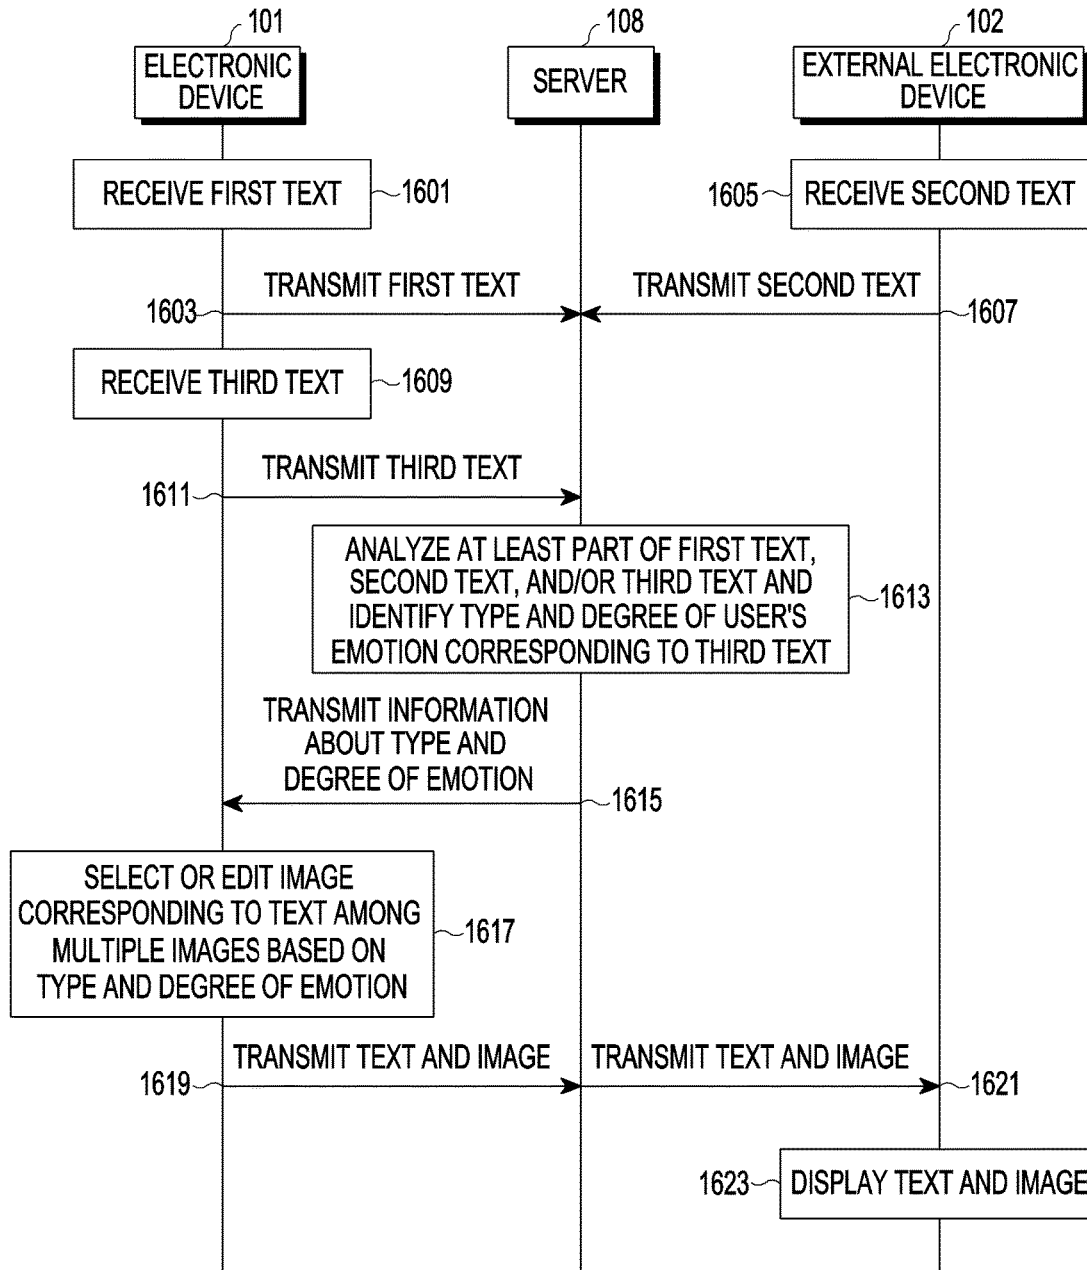 101
108
102
ELECTRONIC
DEVICE
SERVER
EXTERNAL ELECTRONIC
DEVICE
RECEIVE FIRST TEXT
1601
1605
RECEIVE SECOND TEXT
TRANSMIT FIRST TEXT
TRANSMIT SECOND TEXT
1603
1607
RECEIVE THIRD TEXT
1609
TRANSMIT THIRD TEXT
1611
ANALYZE AT LEAST PART OF FIRST TEXT,
SECOND TEXT, AND/OR THIRD TEXT AND
IDENTIFY TYPE AND DEGREE OF USER'S
EMOTION CORRESPONDING TO THIRD TEXT
1613
TRANSMIT INFORMATION
ABOUT TYPE AND
DEGREE OF EMOTION
1615
SELECT OR EDIT IMAGE
CORRESPONDING TO TEXT AMONG
MULTIPLE IMAGES BASED ON
TYPE AND DEGREE OF EMOTION
1617
TRANSMIT TEXT AND IMAGE
TRANSMIT TEXT AND IMAGE
1619
1621
1623
DISPLAY TEXT AND IMAGE